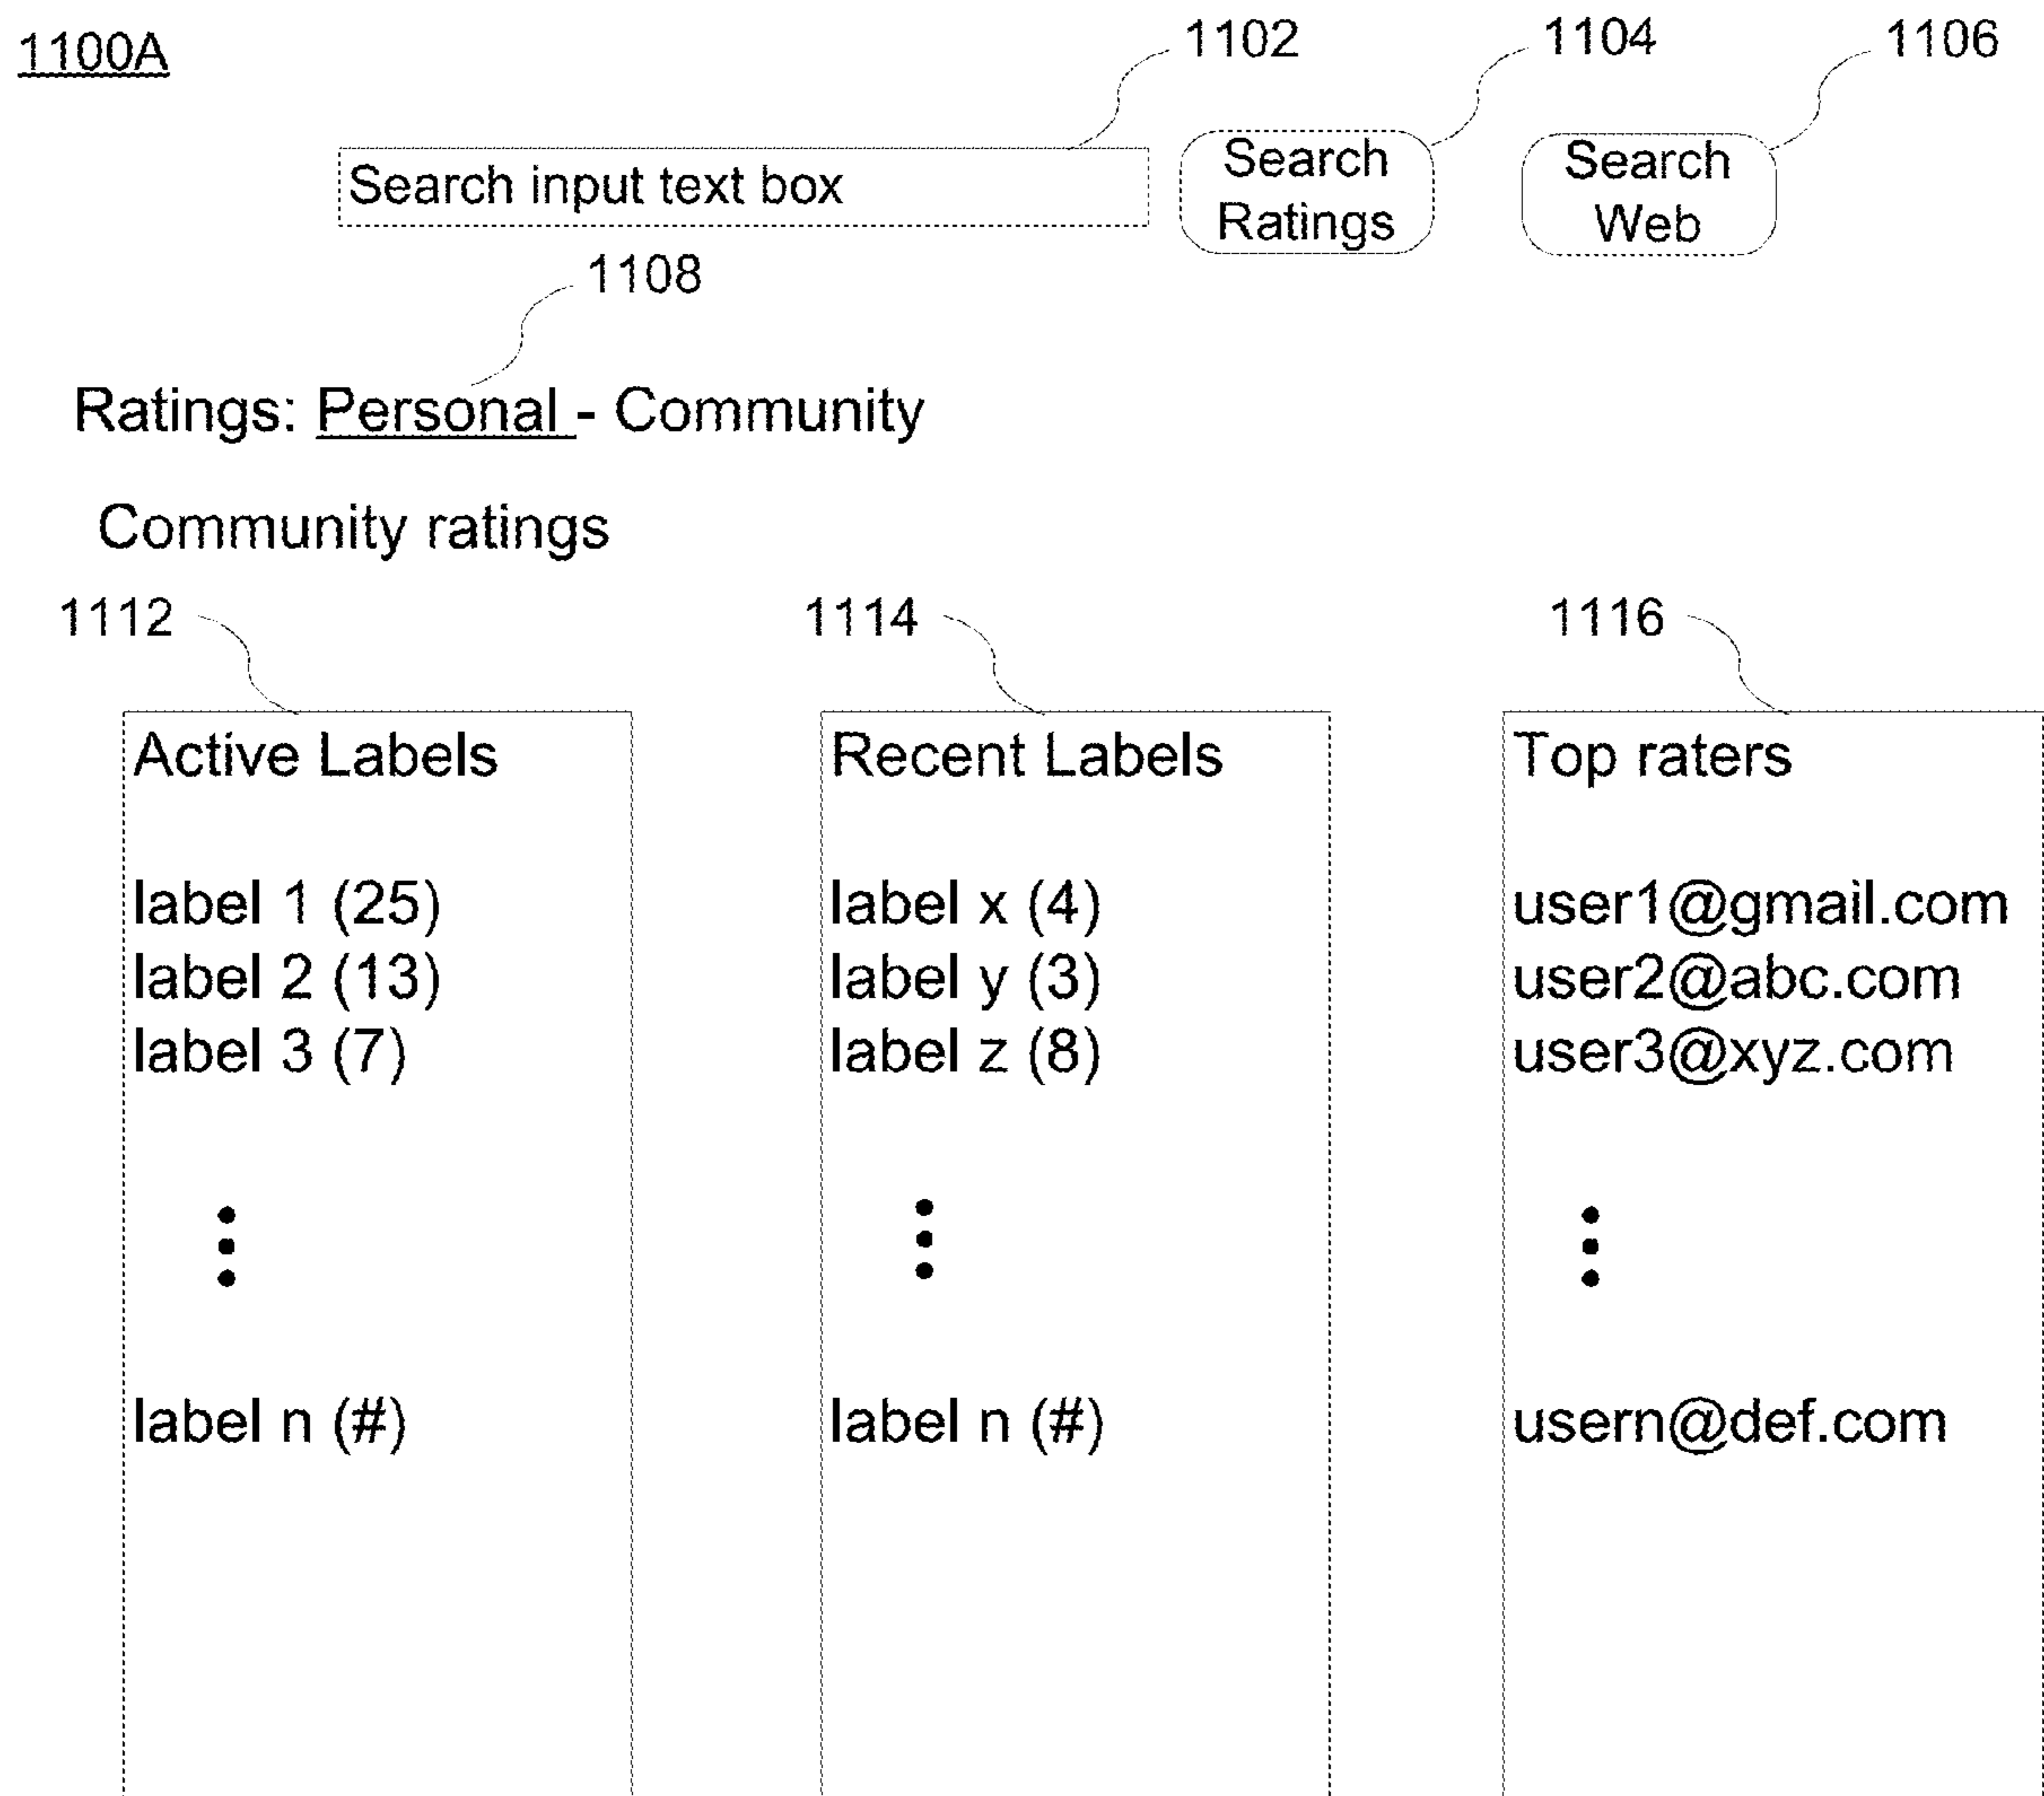 1100A
1102
1104
1106
Search input text box
Search
Ratings
Search
Web
1108
Ratings: Personal - Community
Community ratings
1112
1114
1116
Active Labels
label 1 (25)
label 2 (13)
label 3 (7)
label n (#)
Recent Labels
label x (4)
label y (3)
label z (8)
label n (#)
Top raters
user1@gmail.com
user2@abc.com
user3@xyz.com
usern@def.com